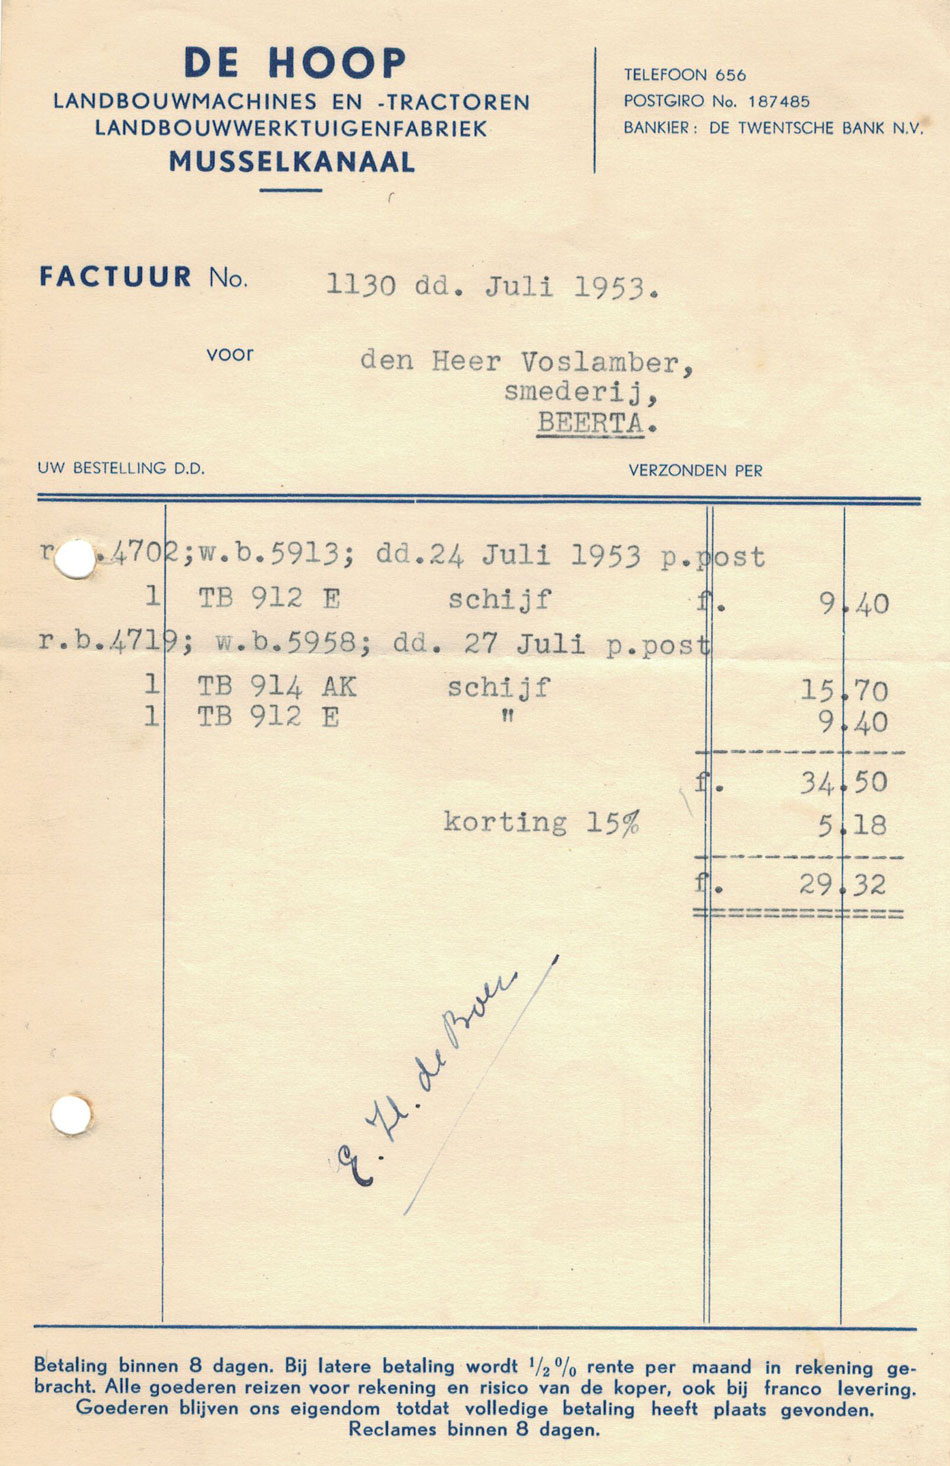 DE HOOP
LANDBOUWMACHINES EN -TRACTOREN
LANDBOUWWERKTUIGENFABRIEK
MUSSELKANAAL
TELEFOON 656
POSTGIRO No. 187485
BANKIER: DE TWENTSCHE BANK N.V.
FACTUUR No. 1130 dd. Juli 1953.
VOOR den Heer Voslamber,
smederij,
BEERTA.
UW BESTELLING D.D. VERZONDEN PER
r .4702;w.b.5913; dd.24 Juli 1953 p.post
1 TB 912 E schijf f. 9.40
r.b.4719; w.b.5958; dd. 27 Juli p.post
1 TB 914 AK schijf 15.70
1 TB 912 E " 9.40
f. 34.50
korting 15% 5.18
f. 29.32
E. H. de Boer
Betaling binnen 8 dagen. Bij latere betaling wordt 1/2 % rente per maand in rekening ge-
bracht. Alle goederen reizen voor rekening en risico van de koper, ook bij franco levering.
Goederen blijven ons eigendom totdat volledige betaling heeft plaats gevonden.
Reclames binnen 8 dagen.